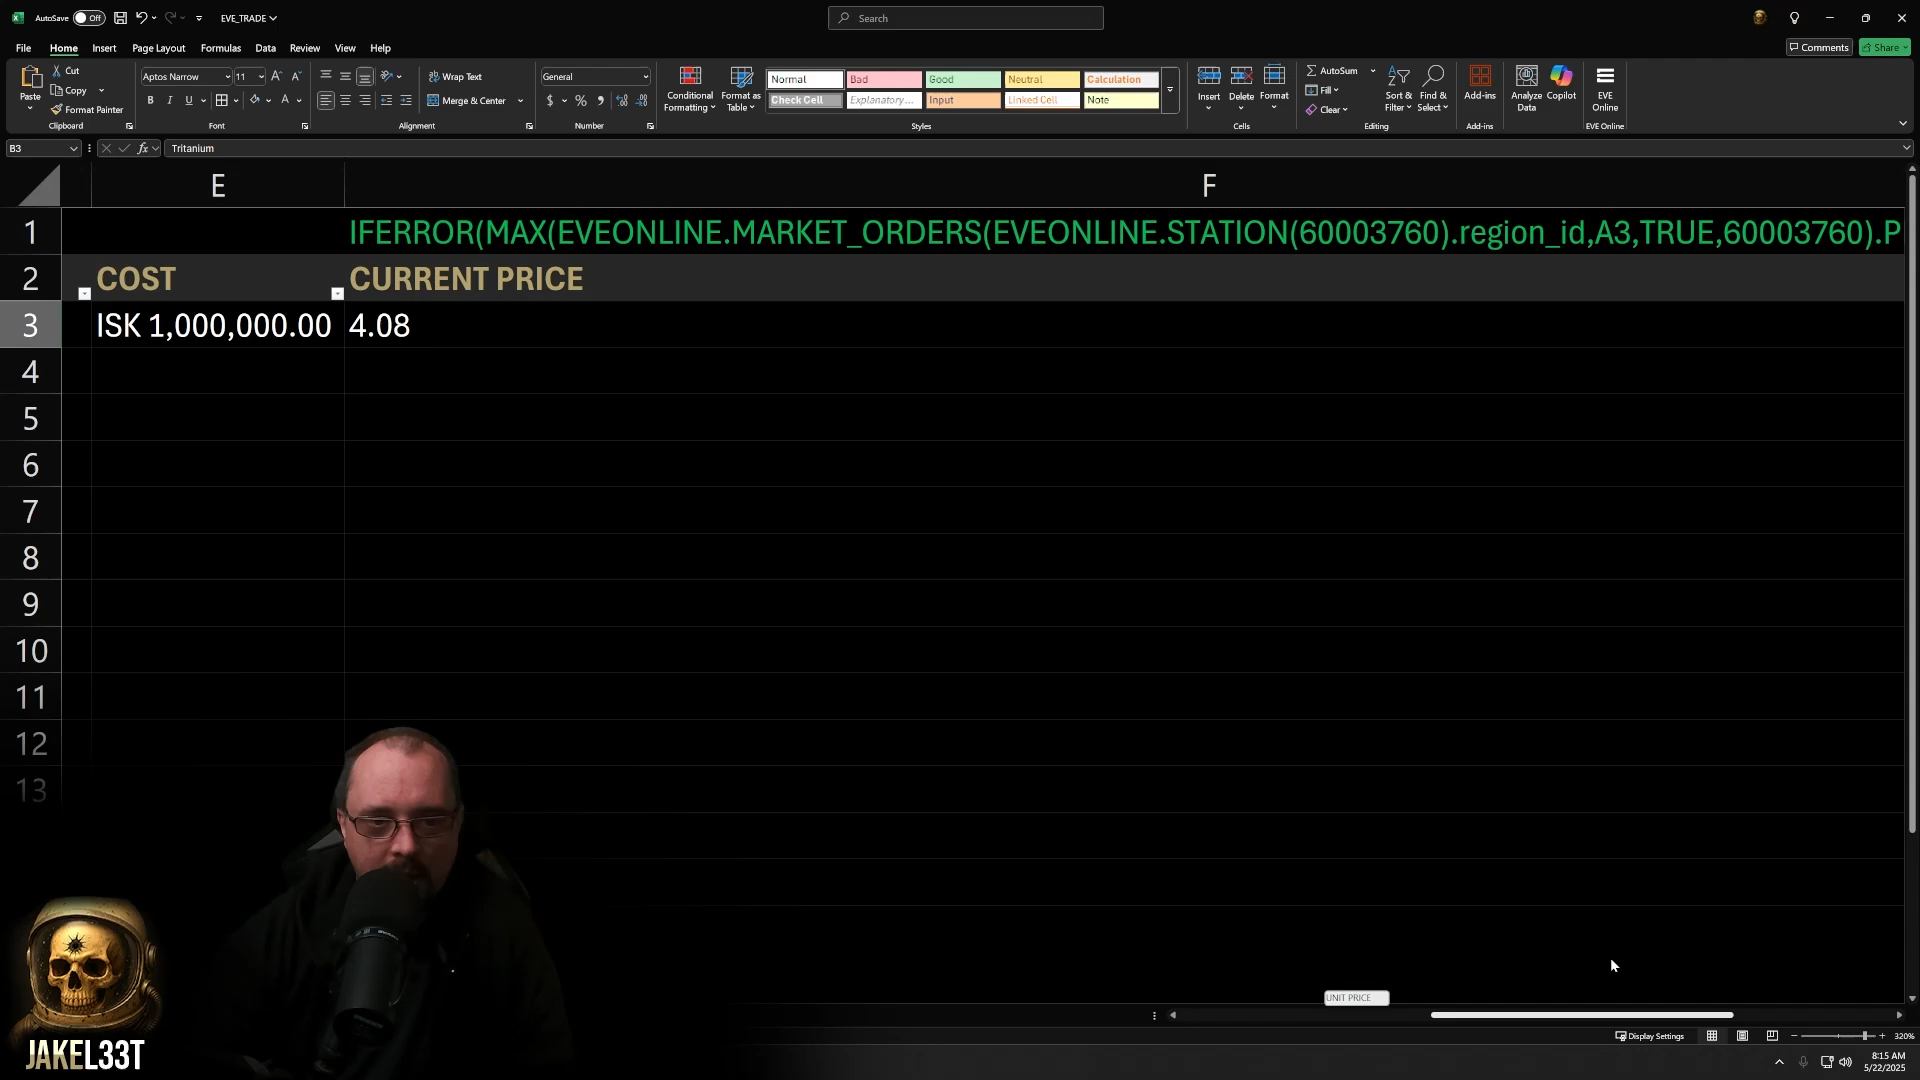 AutoSave Off EVE_TRADE Search
File Home Insert Page Layout Formulas Data Review View Help Comments Share
Paste Cut Copy Format Painter Clipboard
Aptos Narrow 11 B I U A Font
Wrap Text Merge & Center Alignment
General $ % , Number
Conditional Formatting Format as Table
Normal Bad Good Neutral Calculation
Check Cell Explanatory... Input Linked Cell Note
Styles
Insert Delete Format Cells
AutoSum Fill Clear Sort & Filter Find & Select Editing
Add-ins Add-ins
Analyze Data Copilot
EVE Online EVE Online
B3 fx Tritanium
E F
1 IFERROR(MAX(EVEONLINE.MARKET_ORDERS(EVEONLINE.STATION(60003760).region_id,A3,TRUE,60003760).P
2 COST CURRENT PRICE
3 ISK 1,000,000.00 4.08
4
5
6
7
8
9
10
11
12
13
UNIT PRICE
JAKEL33T
Display Settings 320%
8:15 AM
5/22/2025